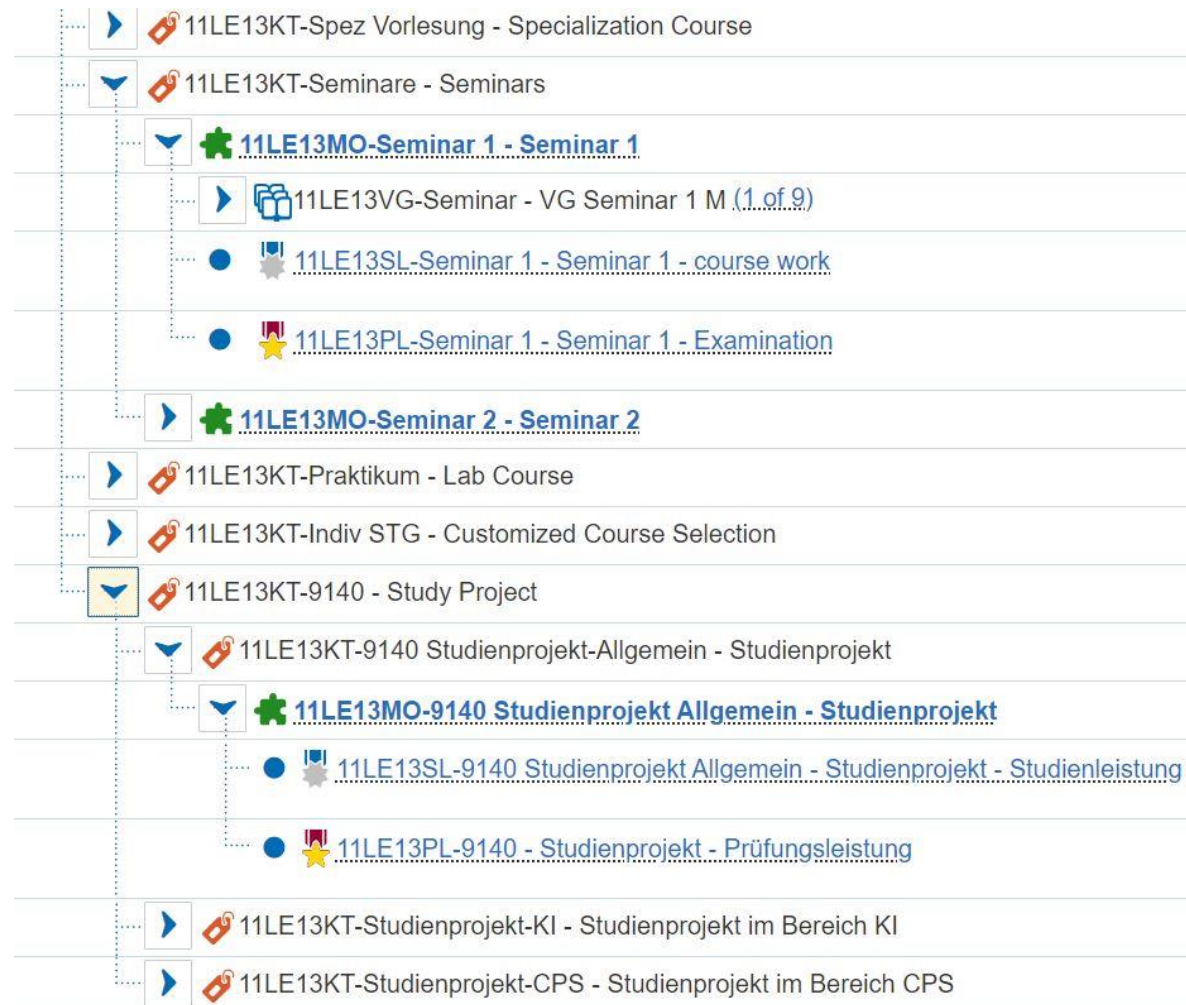 11LE13KT-Spez Vorlesung - Specialization Course
11LE13KT-Seminare - Seminars
11LE13MO-Seminar 1 - Seminar 1
11LE13VG-Seminar - VG Seminar 1 M (1 of 9)
11LE13SL-Seminar 1 - Seminar 1 - course work
11LE13PL-Seminar 1 - Seminar 1 - Examination
11LE13MO-Seminar 2 - Seminar 2
11LE13KT-Praktikum - Lab Course
11LE13KT-Indiv STG - Customized Course Selection
11LE13KT-9140 - Study Project
11LE13KT-9140 Studienprojekt-Allgemein - Studienprojekt
11LE13MO-9140 Studienprojekt Allgemein - Studienprojekt
11LE13SL-9140 Studienprojekt Allgemein - Studienprojekt - Studienleistung
11LE13PL-9140 - Studienprojekt - Prüfungsleistung
11LE13KT-Studienprojekt-KI - Studienprojekt im Bereich KI
11LE13KT-Studienprojekt-CPS - Studienprojekt im Bereich CPS